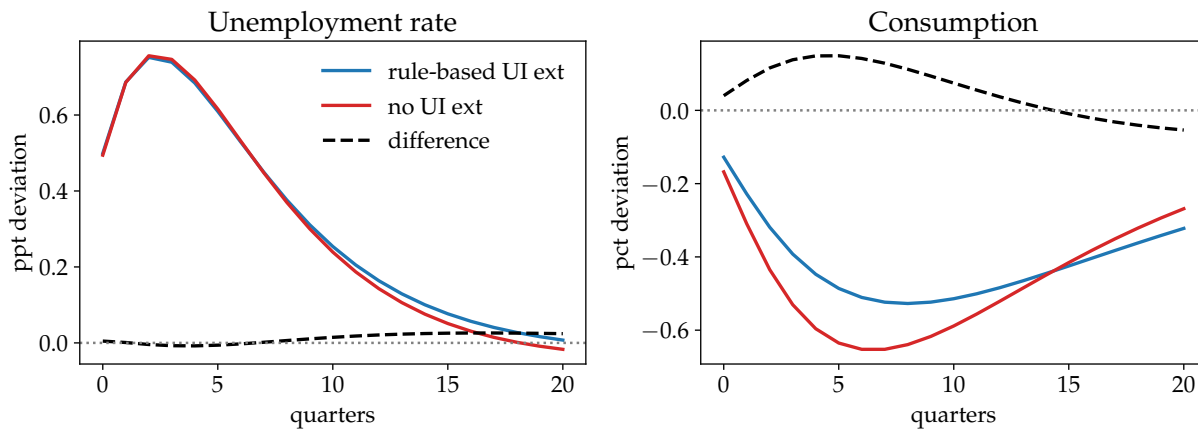 Unemployment rate
ppt deviation
0.6
0.4
0.2
0.0
rule-based UI ext
no UI ext
difference
0 5 10 15 20
quarters
Consumption
pct deviation
0.0
−0.2
−0.4
−0.6
0 5 10 15 20
quarters